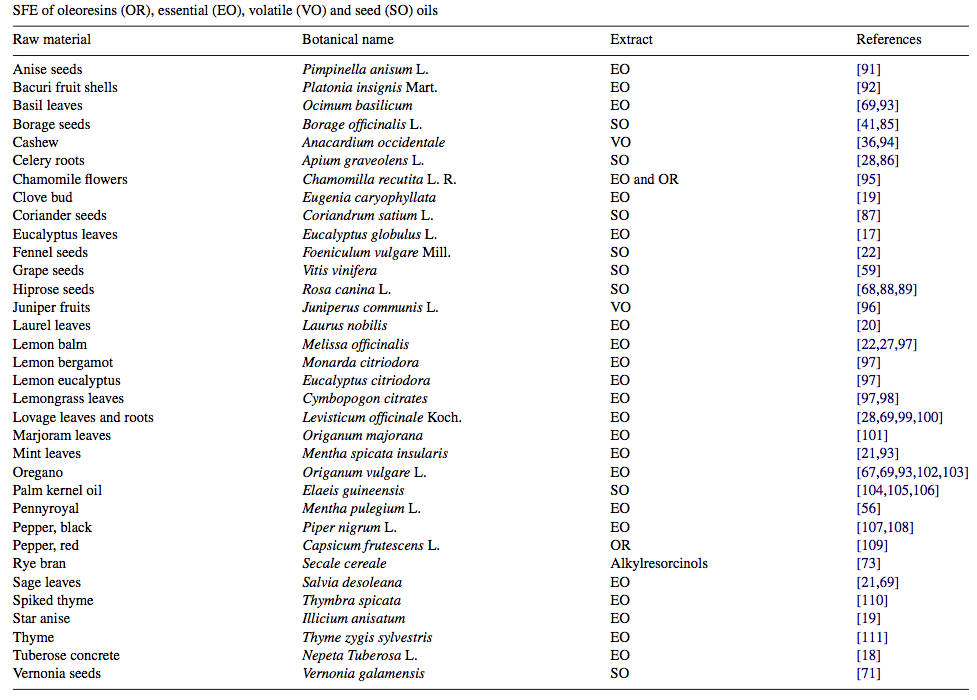 SFE of oleoresins (OR), essential (EO), volatile (VO) and seed (SO) oils
Raw material Botanical name Extract References
Anise seeds Pimpinella anisum L. EO [91]
Bacuri fruit shells Platonia insignis Mart. EO [92]
Basil leaves Ocimum basilicum EO [69,93]
Borage seeds Borage officinalis L. SO [41,85]
Cashew Anacardium occidentale VO [36,94]
Celery roots Apium graveolens L. SO [28,86]
Chamomile flowers Chamomilla recutita L. R. EO and OR [95]
Clove bud Eugenia caryophyllata EO [19]
Coriander seeds Coriandrum satium L. SO [87]
Eucalyptus leaves Eucalyptus globulus L. EO [17]
Fennel seeds Foeniculum vulgare Mill. SO [22]
Grape seeds Vitis vinifera SO [59]
Hiprose seeds Rosa canina L. SO [68,88,89]
Juniper fruits Juniperus communis L. VO [96]
Laurel leaves Laurus nobilis EO [20]
Lemon balm Melissa officinalis EO [22,27,97]
Lemon bergamot Monarda citriodora EO [97]
Lemon eucalyptus Eucalyptus citriodora EO [97]
Lemongrass leaves Cymbopogon citrates EO [97,98]
Lovage leaves and roots Levisticum officinale Koch. EO [28,69,99,100]
Marjoram leaves Origanum majorana EO [101]
Mint leaves Mentha spicata insularis EO [21,93]
Oregano Origanum vulgare L. EO [67,69,93,102,103]
Palm kernel oil Elaeis guineensis SO [104,105,106]
Pennyroyal Mentha pulegium L. EO [56]
Pepper, black Piper nigrum L. EO [107,108]
Pepper, red Capsicum frutescens L. OR [109]
Rye bran Secale cereale Alkylresorcinols [73]
Sage leaves Salvia desoleana EO [21,69]
Spiked thyme Thymbra spicata EO [110]
Star anise Illicium anisatum EO [19]
Thyme Thyme zygis sylvestris EO [111]
Tuberose concrete Nepeta Tuberosa L. EO [18]
Vernonia seeds Vernonia galamensis SO [71]